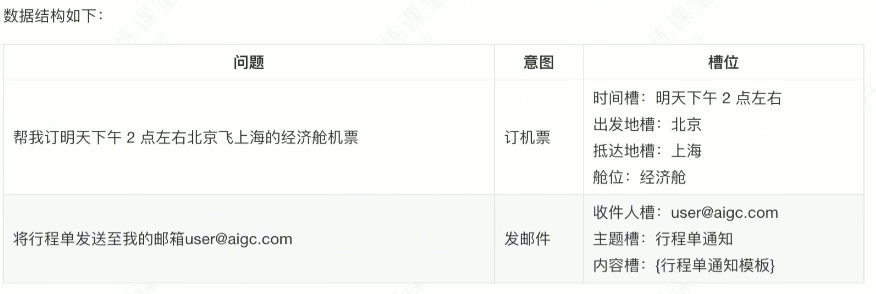 数据结构如下：
问题 意图 槽位
帮我订明天下午 2 点左右北京飞上海的经济舱机票 订机票 时间槽：明天下午 2 点左右
出发地槽：北京
抵达地槽：上海
舱位：经济舱
将行程单发送至我的邮箱user@aigc.com 发邮件 收件人槽：user@aigc.com
主题槽：行程单通知
内容槽：{行程单通知模板}